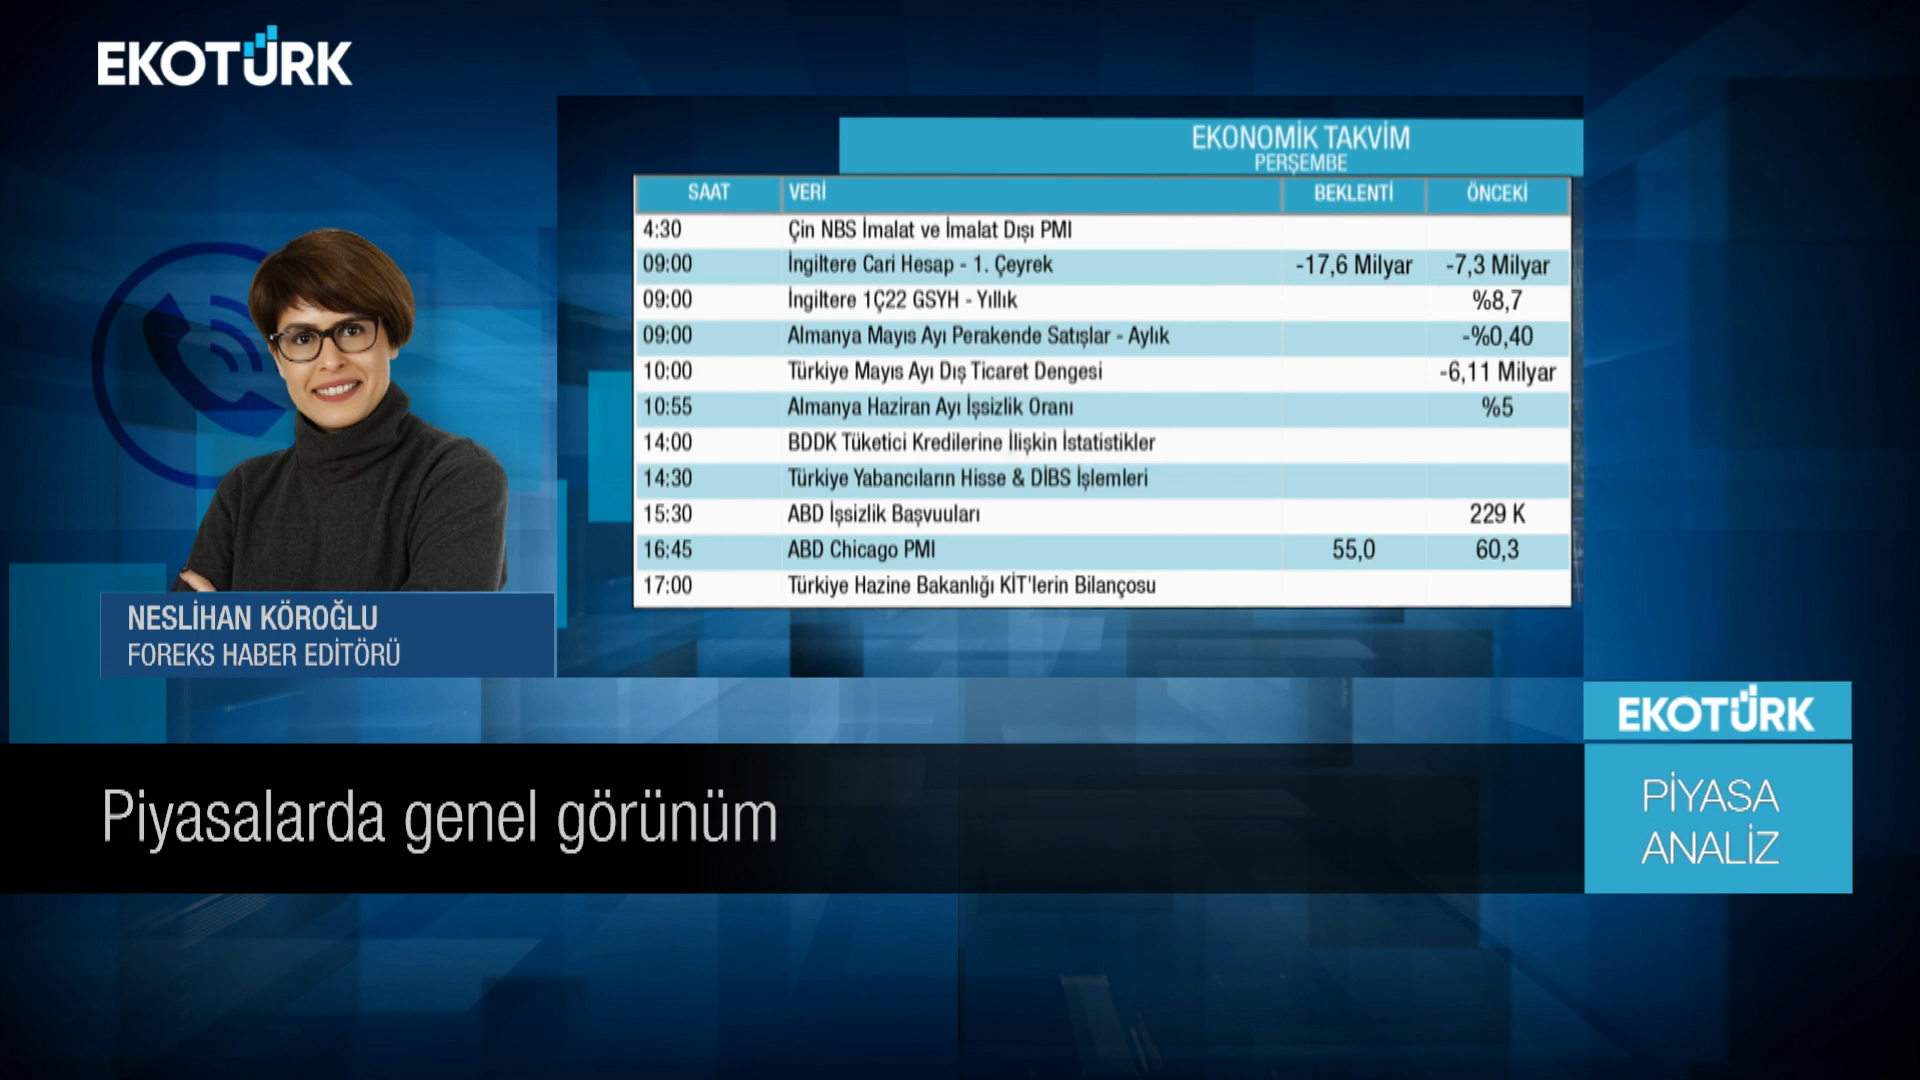 EKOTÜRK
EKONOMİK TAKVİM
PERŞEMBE
SAAT VERİ BEKLENTİ ÖNCEKİ
4:30 Çin NBS İmalat ve İmalat Dışı PMI
09:00 İngiltere Cari Hesap - 1. Çeyrek -17,6 Milyar -7,3 Milyar
09:00 İngiltere 1Ç22 GSYH - Yıllık %8,7
09:00 Almanya Mayıs Ayı Perakende Satışlar - Aylık -%0,40
10:00 Türkiye Mayıs Ayı Dış Ticaret Dengesi -6,11 Milyar
10:55 Almanya Haziran Ayı İşsizlik Oranı %5
14:00 BDDK Tüketici Kredilerine İlişkin İstatistikler
14:30 Türkiye Yabancıların Hisse & DİBS İşlemleri
15:30 ABD İşsizlik Başvuuları 229 K
16:45 ABD Chicago PMI 55,0 60,3
17:00 Türkiye Hazine Bakanlığı KİT'lerin Bilançosu
NESLİHAN KÖROĞLU
FOREKS HABER EDİTÖRÜ
EKOTÜRK
Piyasalarda genel görünüm
PİYASA
ANALİZ